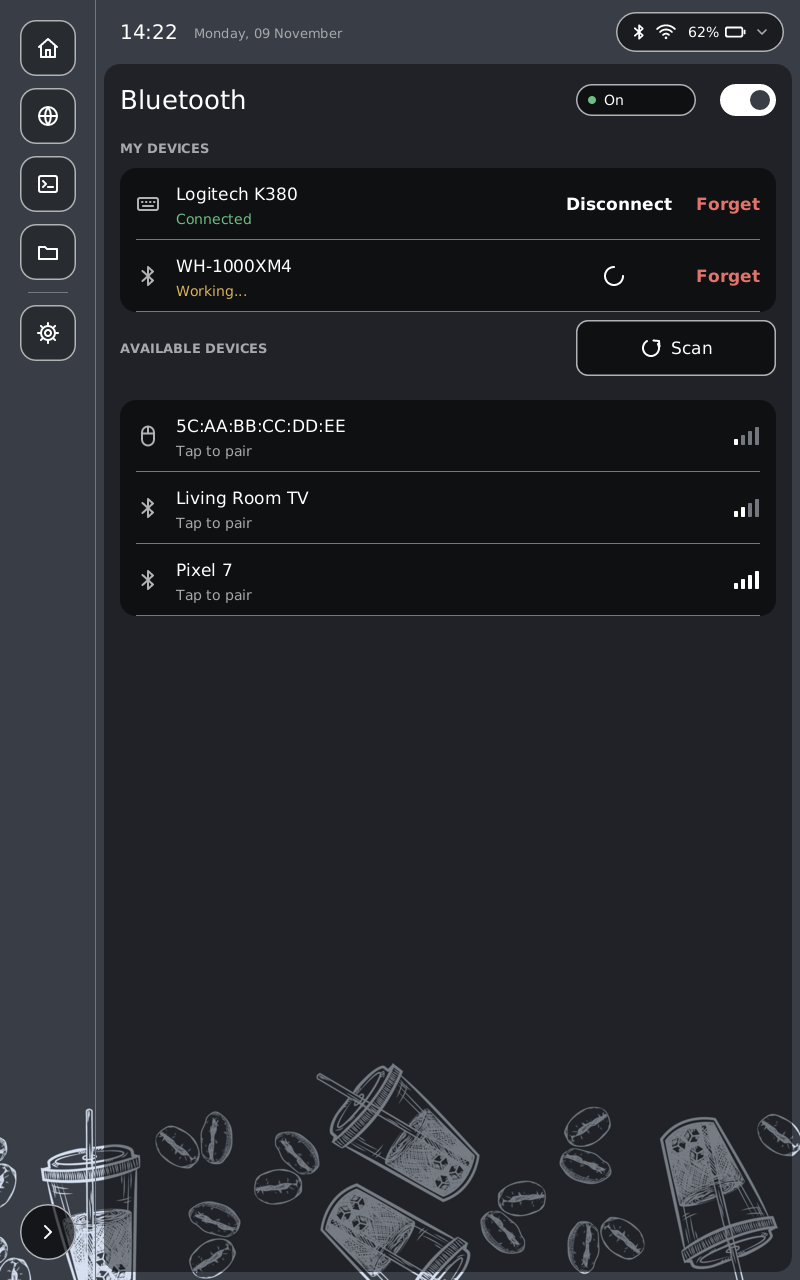 14:22 Monday, 09 November 62%
Bluetooth On
MY DEVICES
Logitech K380
Connected
Disconnect Forget
WH-1000XM4
Working...
Forget
AVAILABLE DEVICES Scan
5C:AA:BB:CC:DD:EE
Tap to pair
Living Room TV
Tap to pair
Pixel 7
Tap to pair